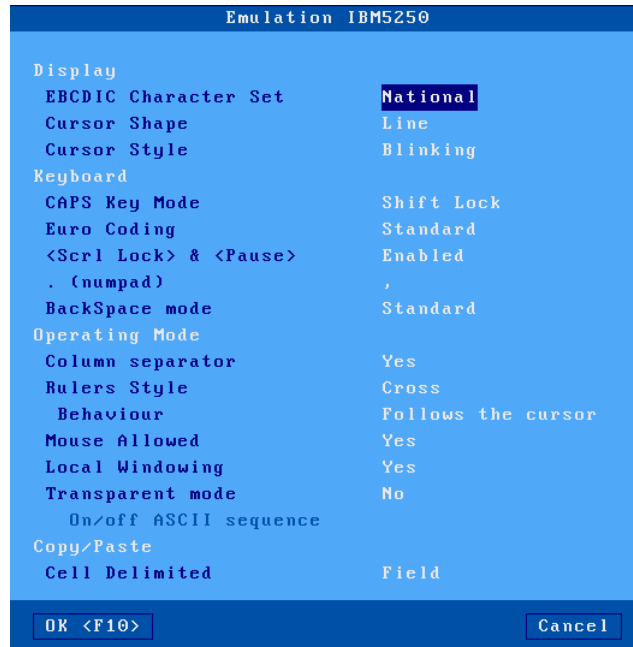 Emulation IBM5250
Display
EBCDIC Character Set National
Cursor Shape Line
Cursor Style Blinking
Keyboard
CAPS Key Mode Shift Lock
Euro Coding Standard
<Scrl Lock> & <Pause> Enabled
. (numpad) ,
BackSpace mode Standard
Operating Mode
Column separator Yes
Rulers Style Cross
Behaviour Follows the cursor
Mouse Allowed Yes
Local Windowing Yes
Transparent mode No
On/off ASCII sequence
Copy/Paste
Cell Delimited Field
OK <F10> Cancel